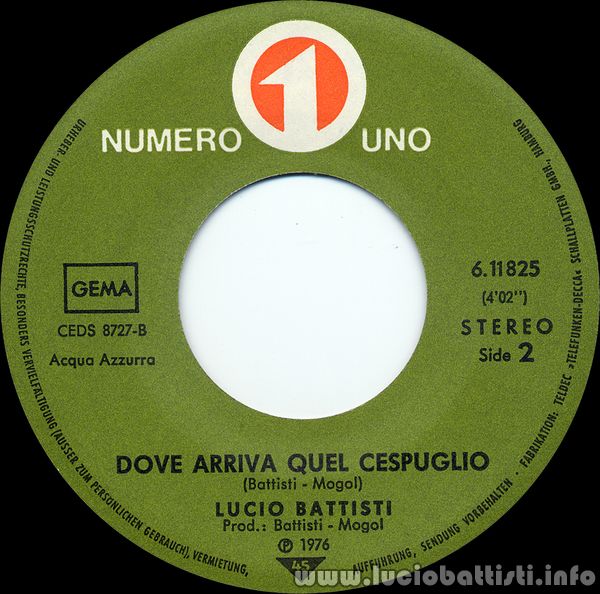 NUMERO 1 UNO
GEMA
CEDS 8727-B
Acqua Azzurra
6.11825
(4'02")
STEREO
Side 2
DOVE ARRIVA QUEL CESPUGLIO
(Battisti - Mogol)
LUCIO BATTISTI
Prod.: Battisti - Mogol
℗ 1976
45
URHEBER- UND LEISTUNGSSCHUTZRECHTE, BESONDERS VERVIELFÄLTIGUNG (AUSSER ZUM PERSÖNLICHEN GEBRAUCH), VERMIETUNG, AUFFÜHRUNG, SENDUNG VORBEHALTEN · FABRIKATION: TELDEC »TELEFUNKEN-DECCA« SCHALLPLATTEN GMBH., HAMBURG
www.luciobattisti.info